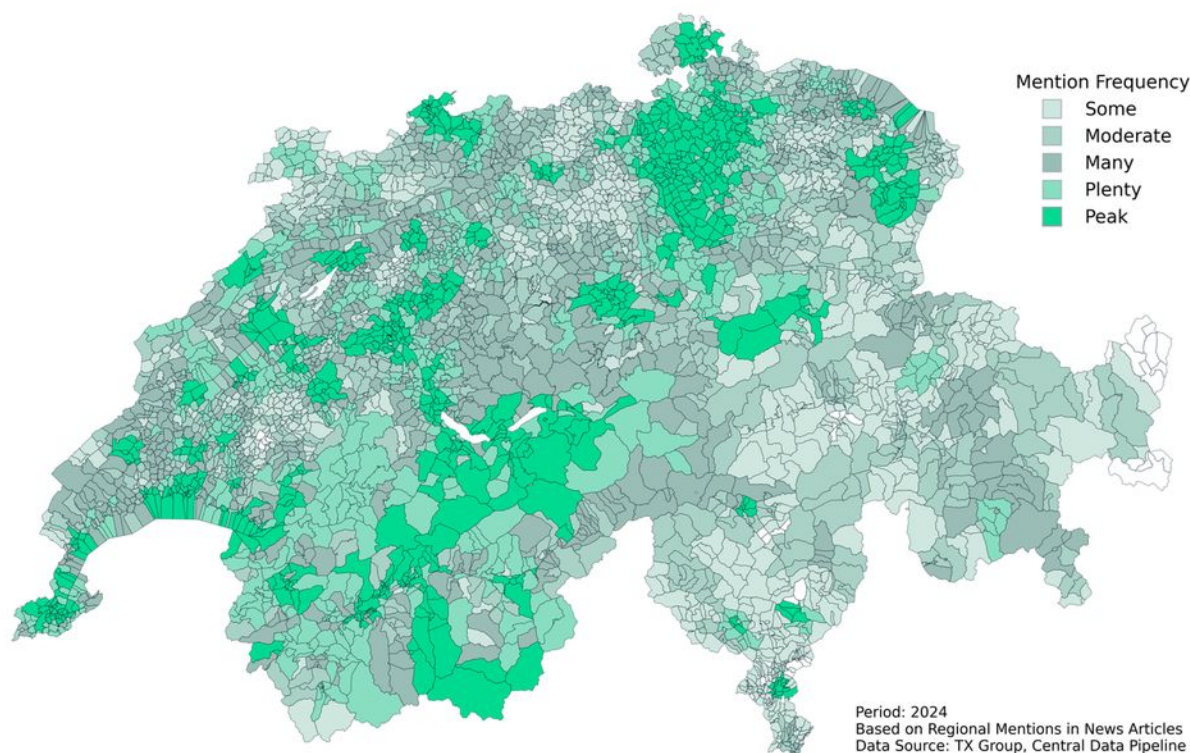 Mention Frequency
Some
Moderate
Many
Plenty
Peak
Period: 2024
Based on Regional Mentions in News Articles
Data Source: TX Group, Central Data Pipeline